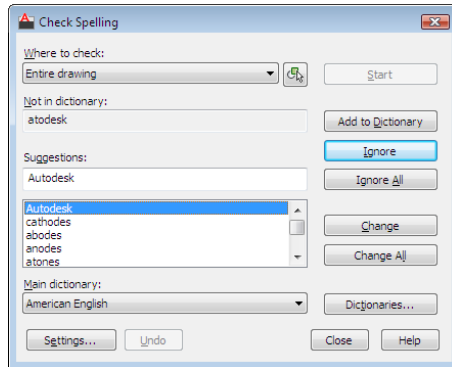 Check Spelling
Where to check:
Entire drawing
Start
Not in dictionary:
atodesk
Add to Dictionary
Ignore
Suggestions:
Autodesk
Ignore All
Autodesk
cathodes
abodes
anodes
atones
Change
Change All
Main dictionary:
American English
Dictionaries...
Settings... Undo Close Help